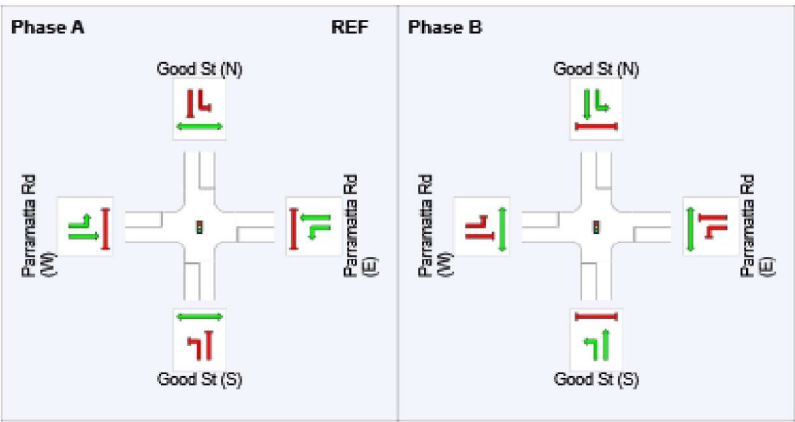 Phase A
REF
Good St (N)
Parramatta Rd
(W)
Parramatta Rd
(E)
Good St (S)
Phase B
Good St (N)
Parramatta Rd
(W)
Parramatta Rd
(E)
Good St (S)